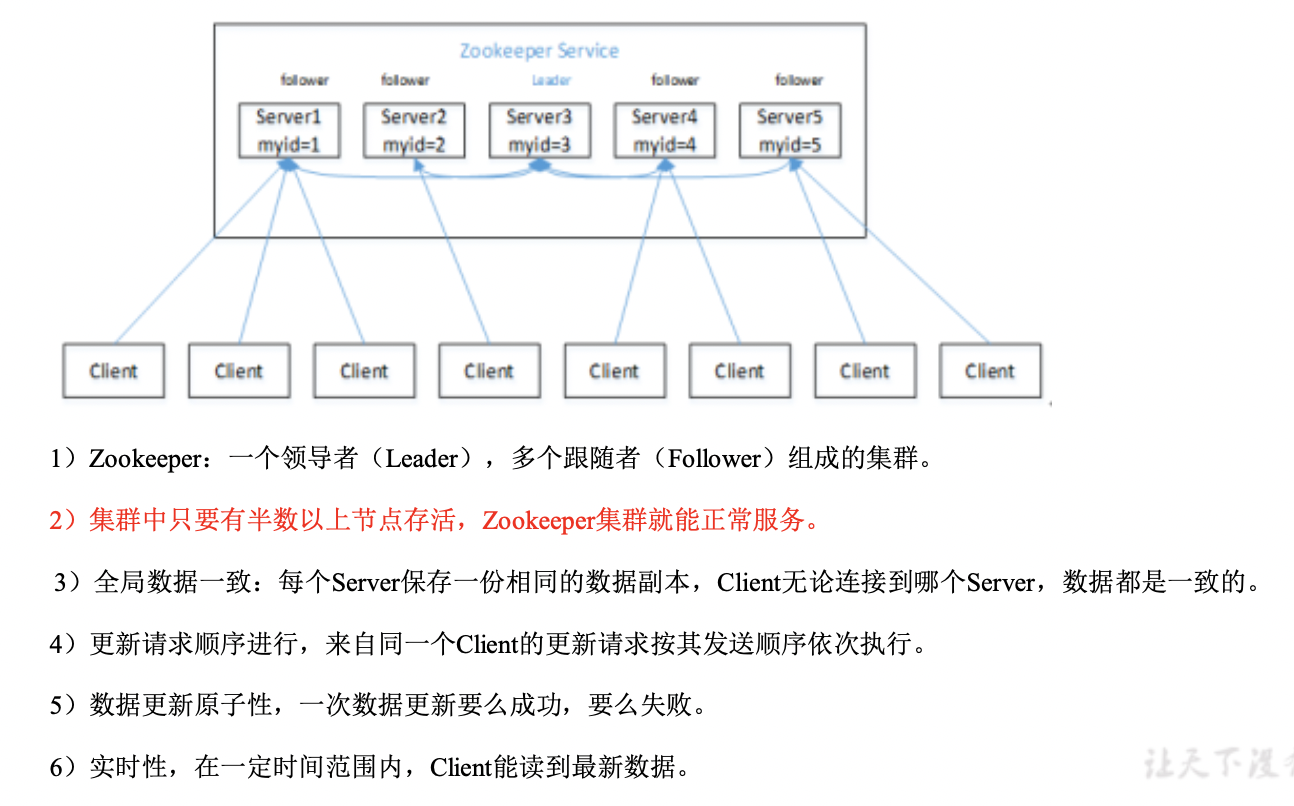 Zookeeper Service
follower follower Leader follower follower
Server1 Server2 Server3 Server4 Server5
myid=1 myid=2 myid=3 myid=4 myid=5
Client Client Client Client Client Client Client Client
1）Zookeeper：一个领导者（Leader），多个跟随者（Follower）组成的集群。
2）集群中只要有半数以上节点存活，Zookeeper集群就能正常服务。
3）全局数据一致：每个Server保存一份相同的数据副本，Client无论连接到哪个Server，数据都是一致的。
4）更新请求顺序进行，来自同一个Client的更新请求按其发送顺序依次执行。
5）数据更新原子性，一次数据更新要么成功，要么失败。
6）实时性，在一定时间范围内，Client能读到最新数据。
让天下没